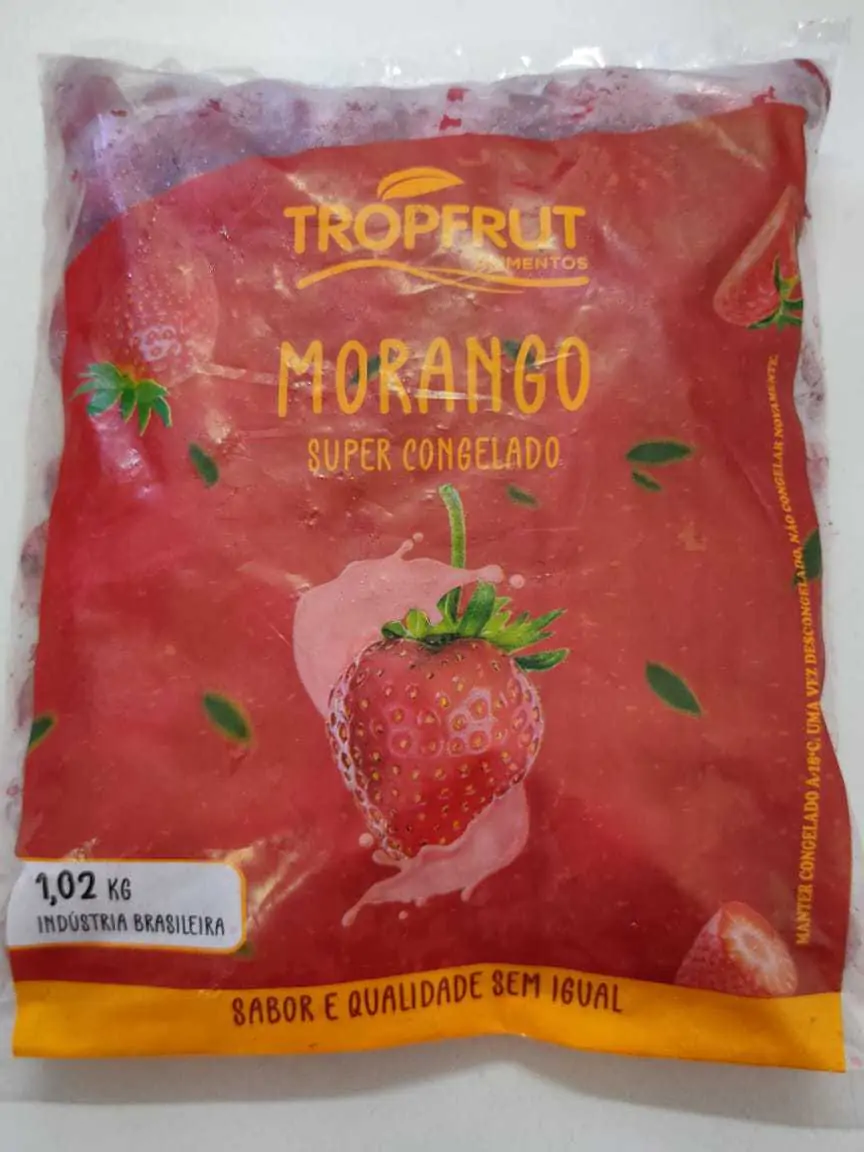 TROPFRUT
ALIMENTOS
MORANGO
SUPER CONGELADO
MANTER CONGELADO A-18°C. UMA VEZ DESCONGELADO, NÃO CONGELAR NOVAMENTE.
1,02 KG
INDÚSTRIA BRASILEIRA
SABOR E QUALIDADE SEM IGUAL